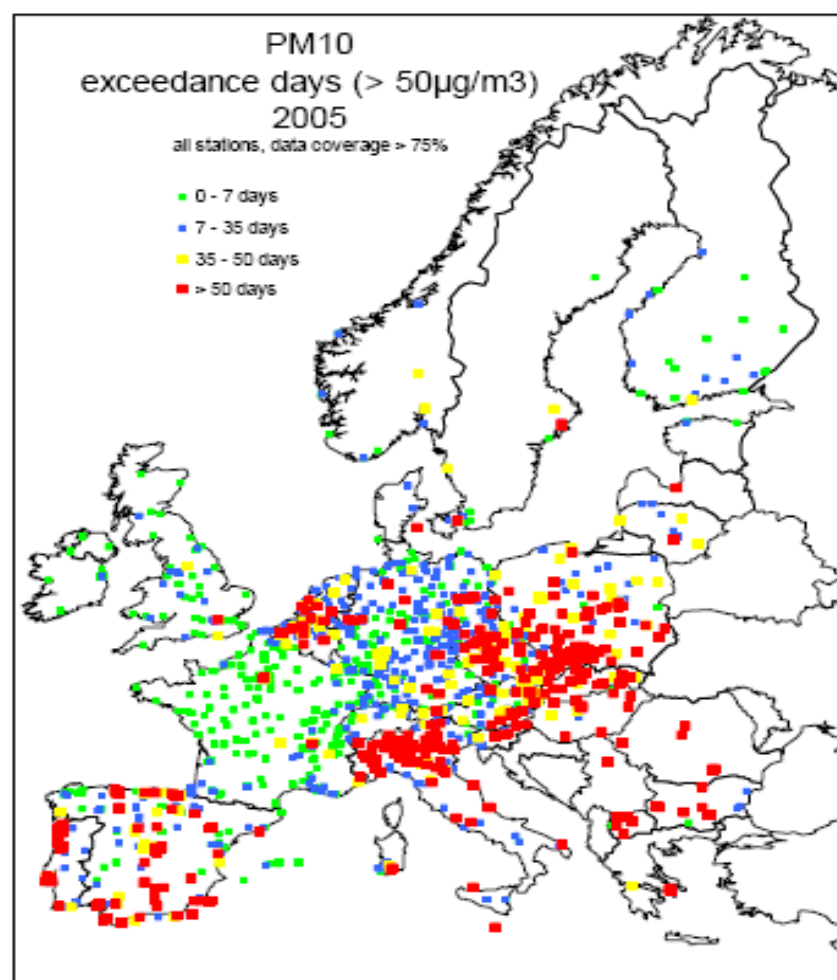 PM10
exceedance days (> 50µg/m3)
2005
all stations, data coverage > 75%
0 - 7 days
7 - 35 days
35 - 50 days
> 50 days